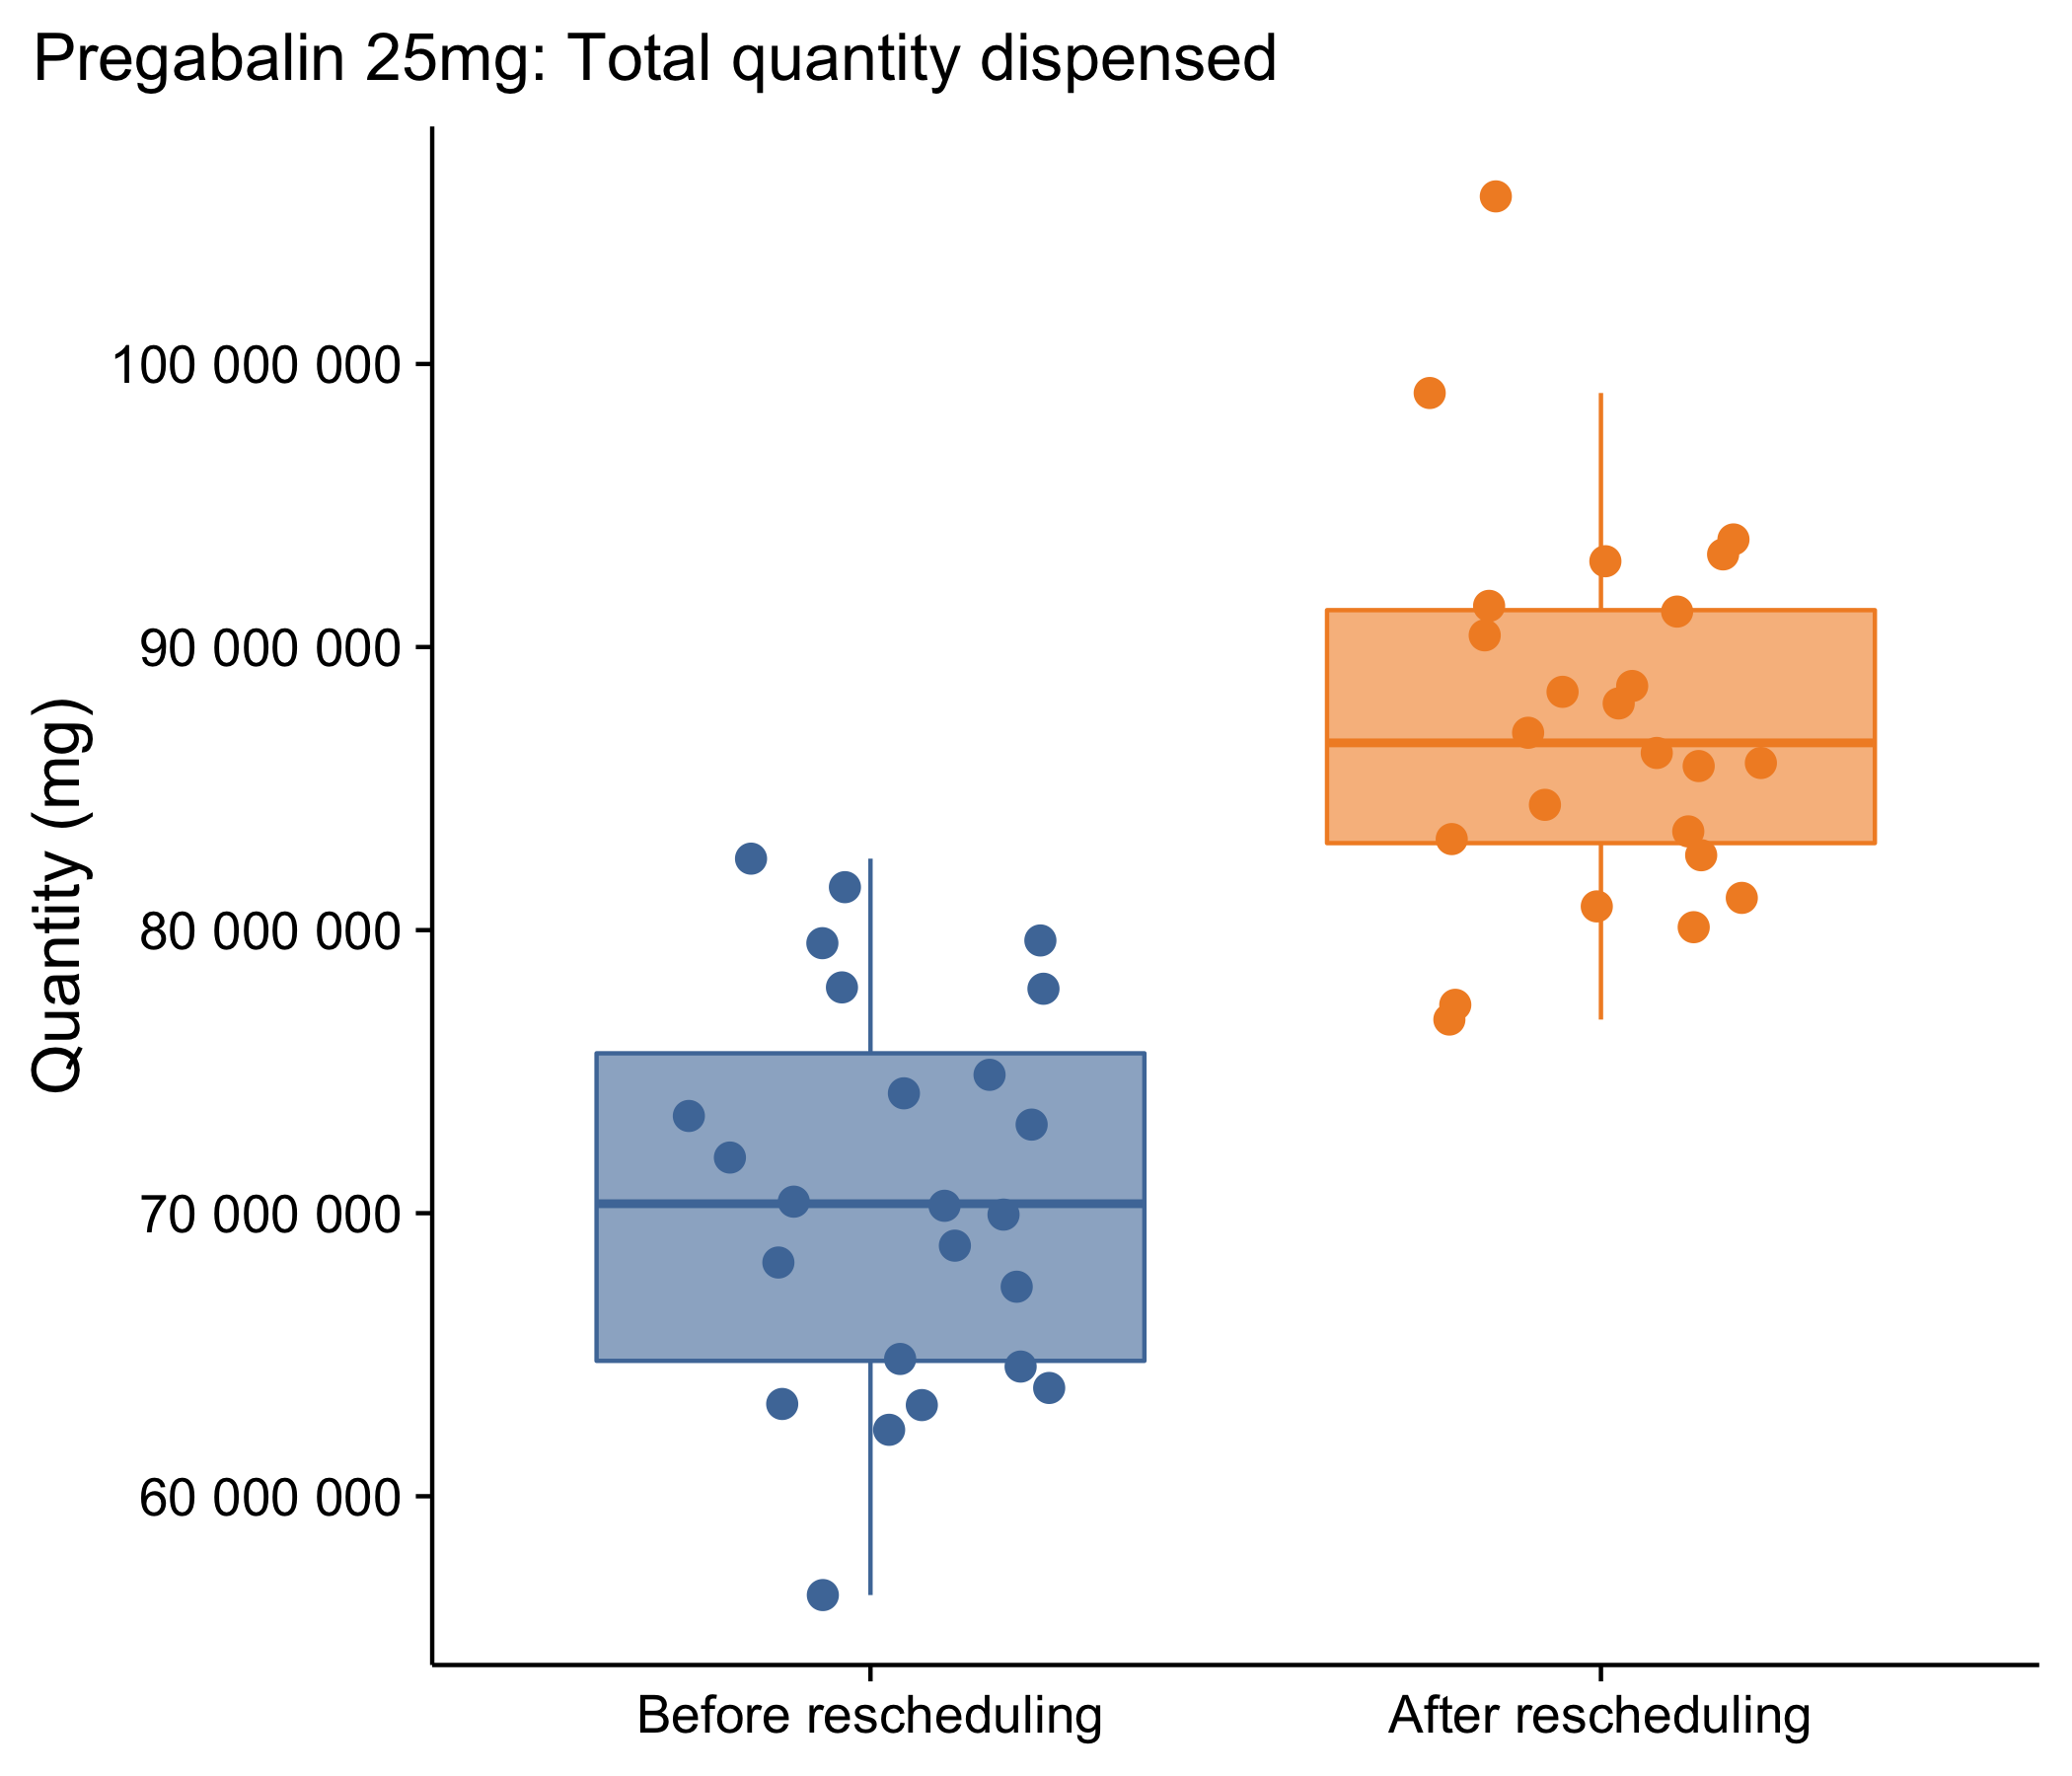 Pregabalin 25mg: Total quantity dispensed
Quantity (mg)
100 000 000
90 000 000
80 000 000
70 000 000
60 000 000
Before rescheduling
After rescheduling